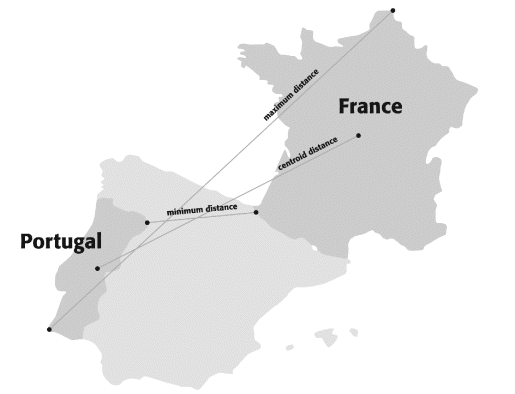 maximum distance
France
centroid distance
minimum distance
Portugal